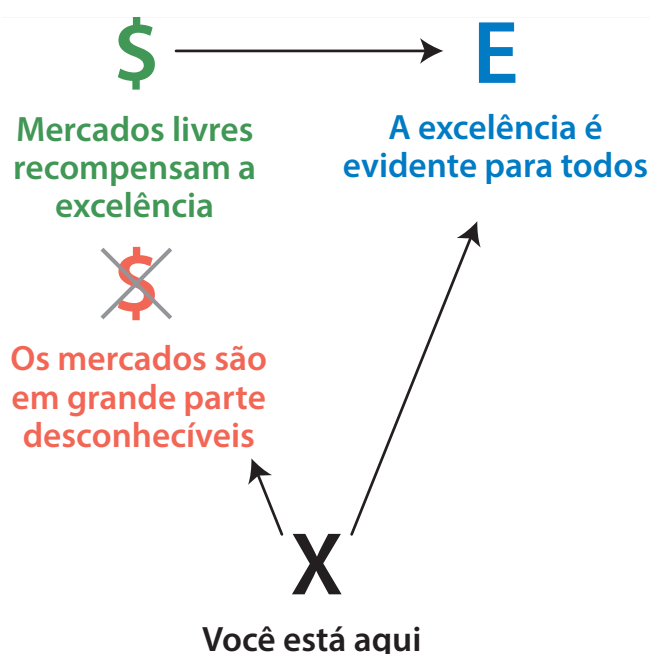 $
E
Mercados livres
recompensam a
excelência
A excelência é
evidente para todos
$
Os mercados são
em grande parte
desconhecíveis
X
Você está aqui